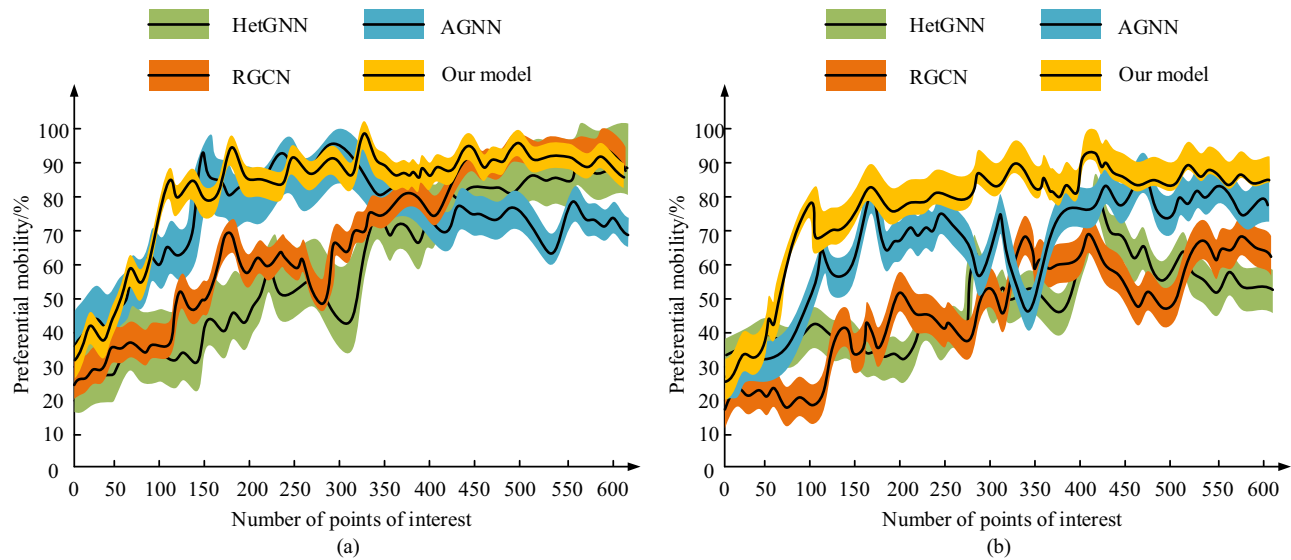 HetGNN
AGNN
RGCN
Our model
Preferential mobility/%
100
90
80
70
60
50
40
30
20
10
0
0 50 100 150 200 250 300 350 400 450 500 550 600
Number of points of interest
(a)
HetGNN
AGNN
RGCN
Our model
Preferential mobility/%
100
90
80
70
60
50
40
30
20
10
0
0 50 100 150 200 250 300 350 400 450 500 550 600
Number of points of interest
(b)